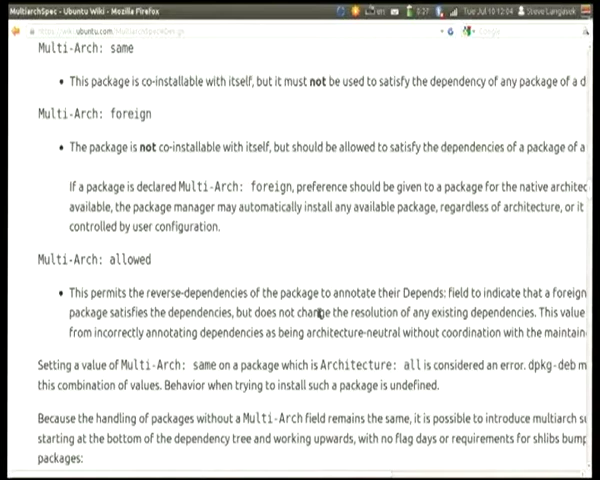 MultiarchSpec - Ubuntu Wiki - Mozilla Firefox
en
0:27
Tue Jul 10 12:04
Steve Langasek
https://wiki.ubuntu.com/MultiarchSpec
Google
Multi-Arch: same
• This package is co-installable with itself, but it must not be used to satisfy the dependency of any package of a d
Multi-Arch: foreign
• The package is not co-installable with itself, but should be allowed to satisfy the dependencies of a package of a
If a package is declared Multi-Arch: foreign, preference should be given to a package for the native architec
available, the package manager may automatically install any available package, regardless of architecture, or it
controlled by user configuration.
Multi-Arch: allowed
• This permits the reverse-dependencies of the package to annotate their Depends: field to indicate that a foreign
package satisfies the dependencies, but does not change the resolution of any existing dependencies. This value
from incorrectly annotating dependencies as being architecture-neutral without coordination with the maintain
Setting a value of Multi-Arch: same on a package which is Architecture: all is considered an error. dpkg-deb m
this combination of values. Behavior when trying to install such a package is undefined.
Because the handling of packages without a Multi-Arch field remains the same, it is possible to introduce multiarch su
starting at the bottom of the dependency tree and working upwards, with no flag days or requirements for shlibs bump
packages: